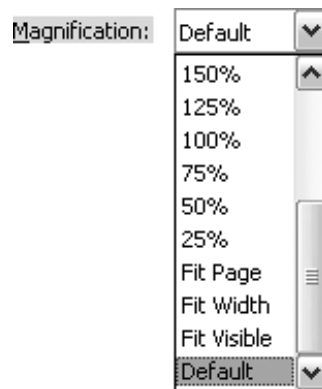 Magnification: Default
150%
125%
100%
75%
50%
25%
Fit Page
Fit Width
Fit Visible
Default